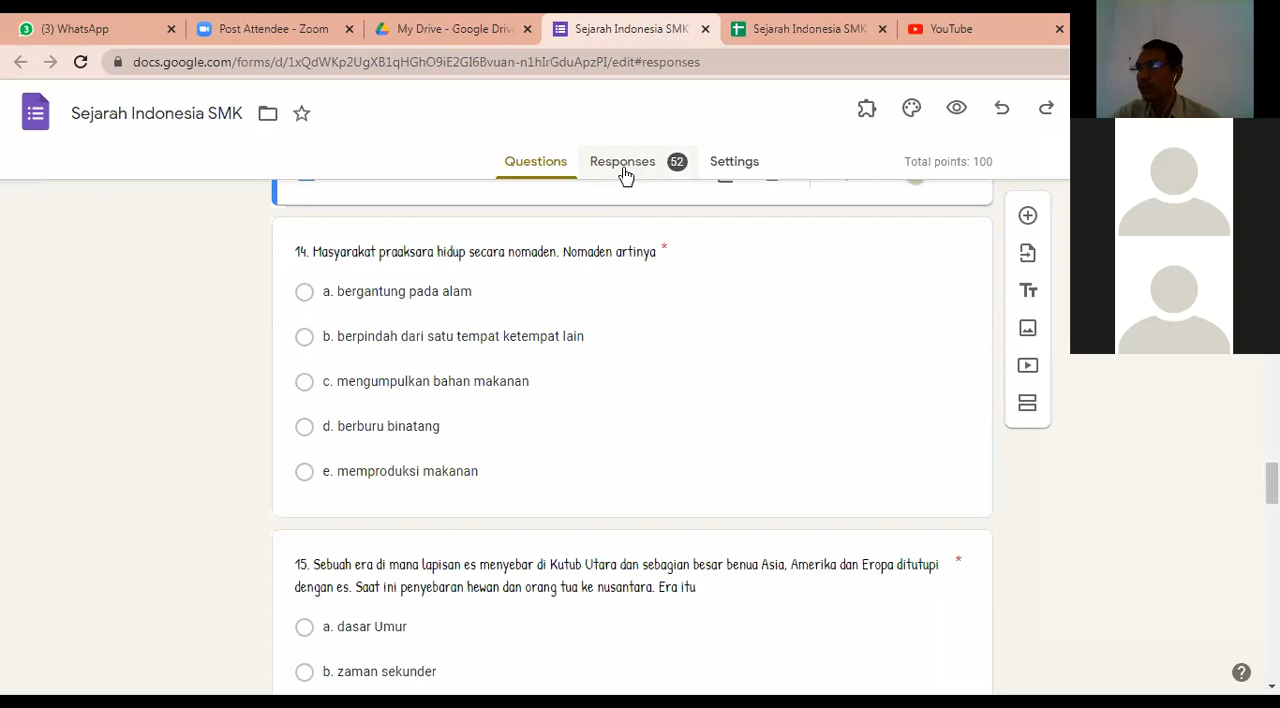 3 (3) WhatsApp
Post Attendee - Zoom
My Drive - Google Driv
Sejarah Indonesia SMK
Sejarah Indonesia SMK
YouTube
docs.google.com/forms/d/1xQdWKp2UgXB1qHGhO9iE2GI6Bvuan-n1hIrGduApzPI/edit#responses
Sejarah Indonesia SMK
Questions
Responses 52
Settings
Total points: 100
14. Masyarakat praaksara hidup secara nomaden. Nomaden artinya *
a. bergantung pada alam
b. berpindah dari satu tempat ketempat lain
c. mengumpulkan bahan makanan
d. berburu binatang
e. memproduksi makanan
15. Sebuah era di mana lapisan es menyebar di Kutub Utara dan sebagian besar benua Asia, Amerika dan Eropa ditutupi *
dengan es. Saat ini penyebaran hewan dan orang tua ke nusantara. Era itu
a. dasar Umur
b. zaman sekunder